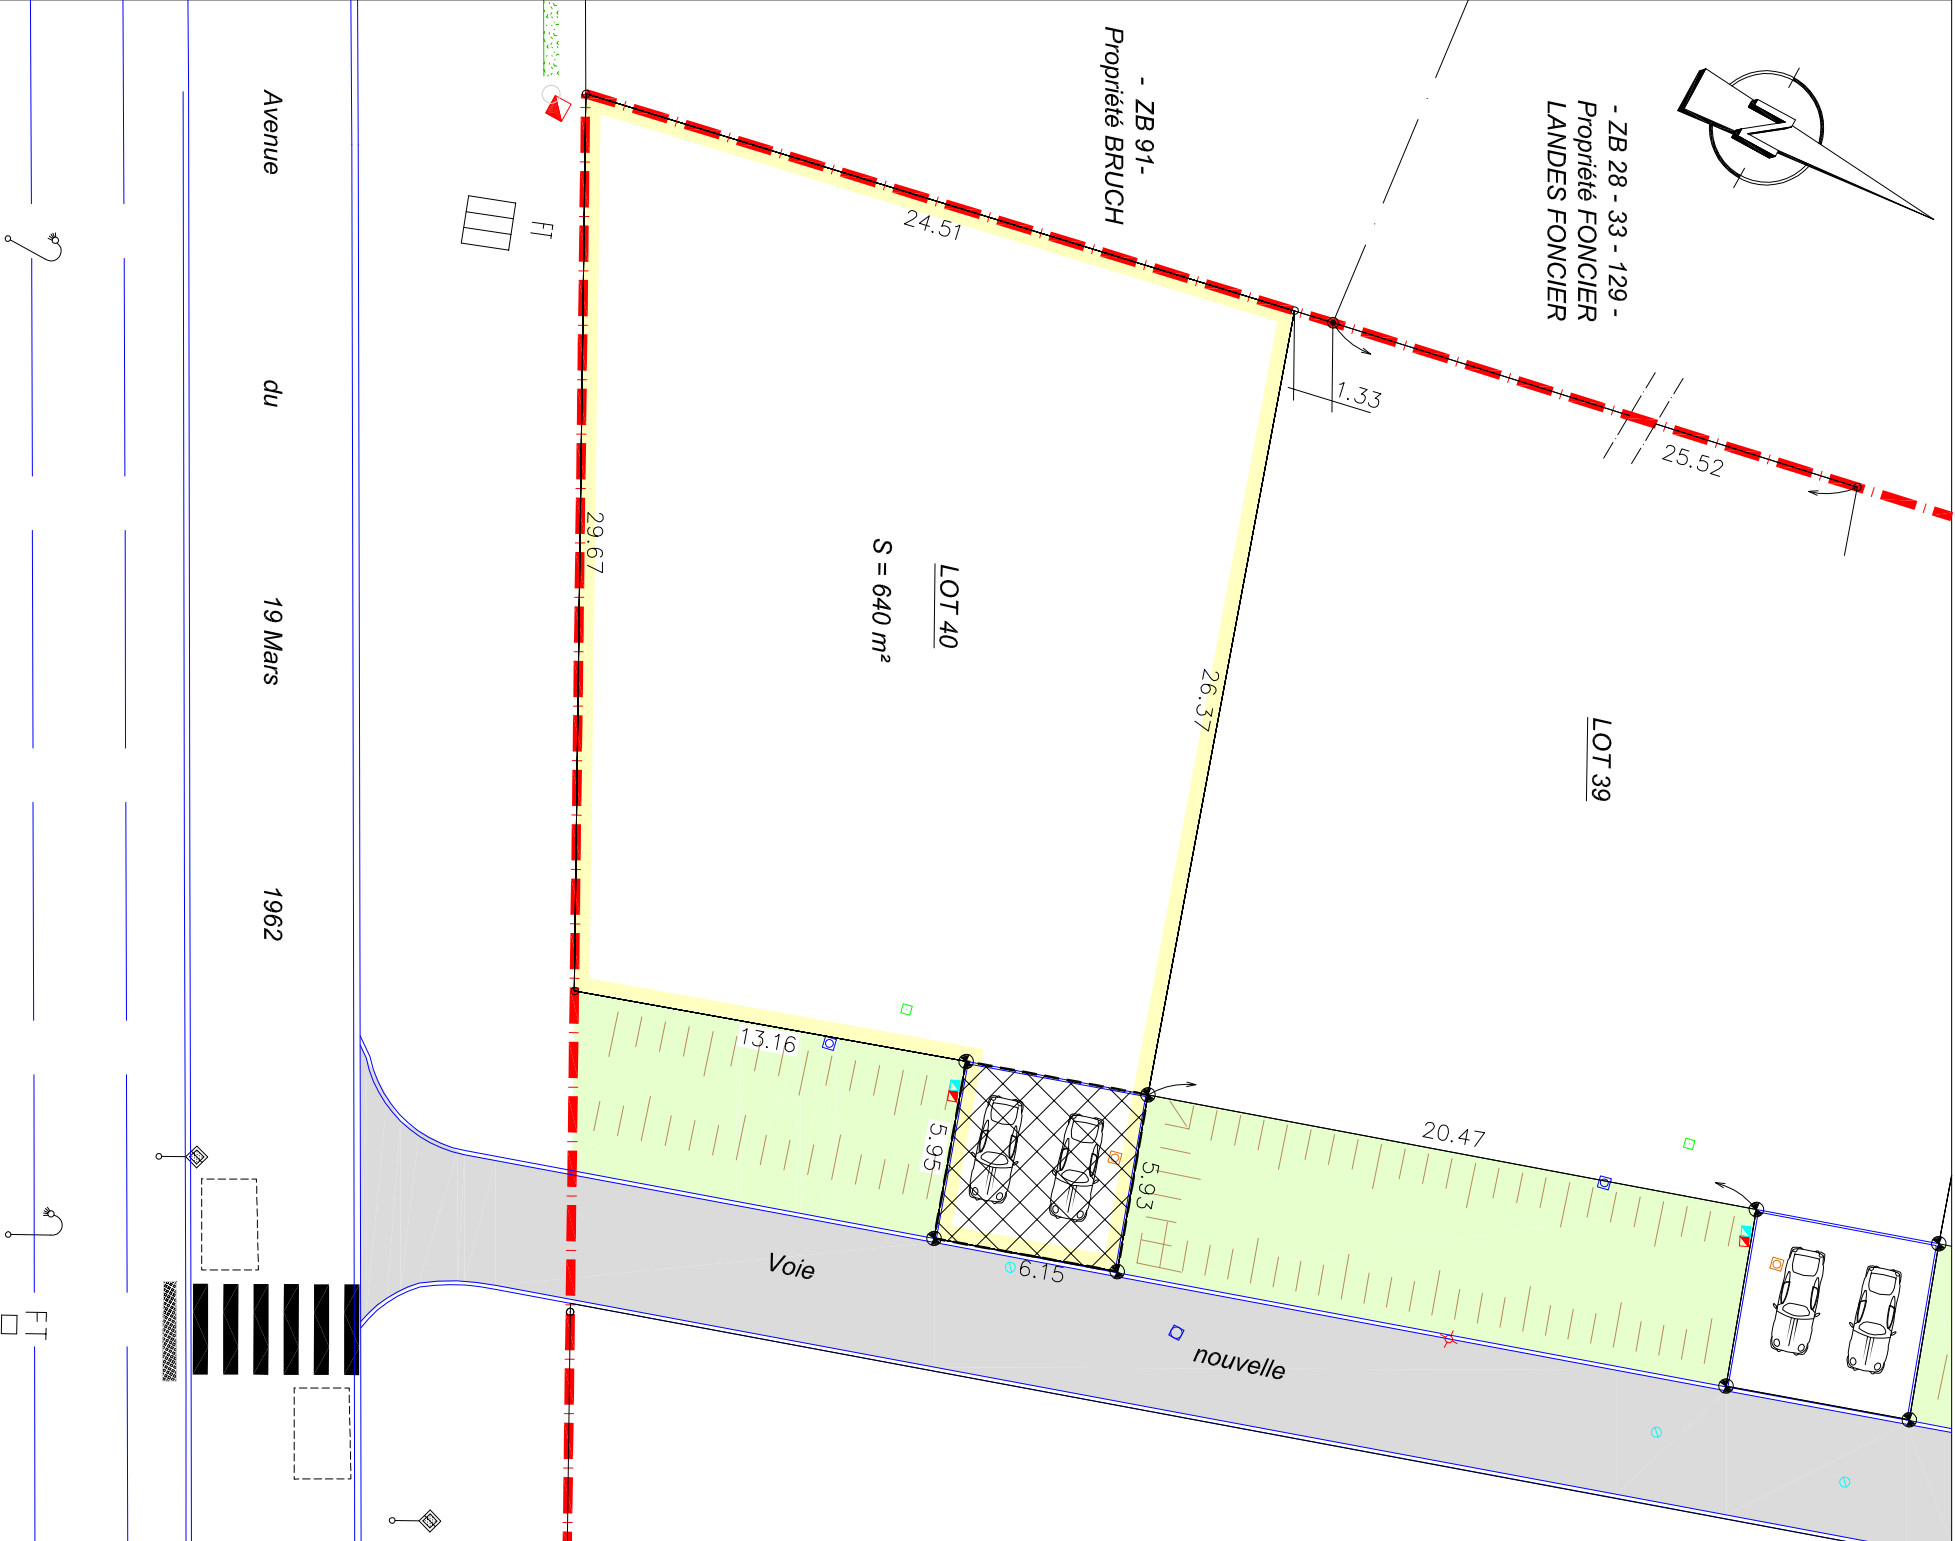 - ZB 28 - 33 - 129 -
Propriété FONCIER
LANDES FONCIER
- ZB 91-
Propriété BRUCH
N
24.51
1.33
25.52
29.67
26.37
LOT 40
S = 640 m²
LOT 39
13.16
5.95
5.93
6.15
20.47
Voie
nouvelle
Avenue du 19 Mars 1962
FT
FT